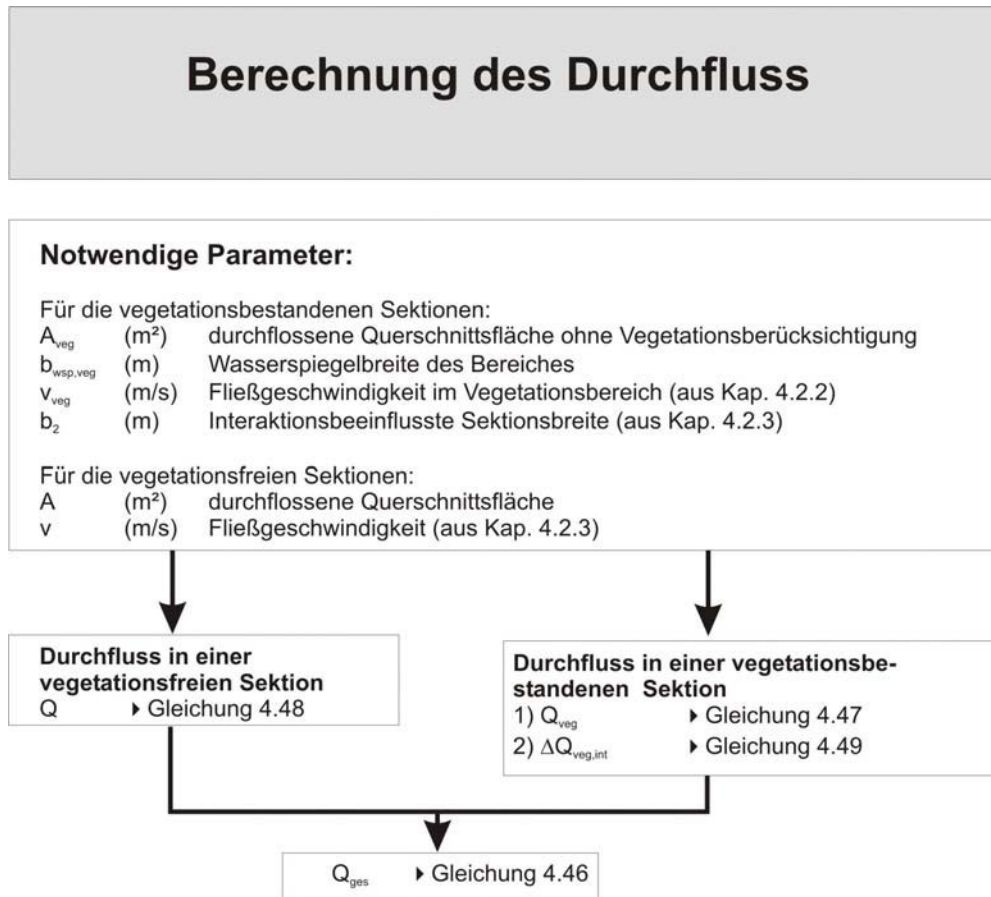 Berechnung des Durchfluss
Notwendige Parameter:
Für die vegetationsbestandenen Sektionen:
A_veg (m²) durchflossene Querschnittsfläche ohne Vegetationsberücksichtigung
b_wsp,veg (m) Wasserspiegelbreite des Bereiches
v_veg (m/s) Fließgeschwindigkeit im Vegetationsbereich (aus Kap. 4.2.2)
b_2 (m) Interaktionsbeeinflusste Sektionsbreite (aus Kap. 4.2.3)
Für die vegetationsfreien Sektionen:
A (m²) durchflossene Querschnittsfläche
v (m/s) Fließgeschwindigkeit (aus Kap. 4.2.3)
Durchfluss in einer
vegetationsfreien Sektion
Q ▸ Gleichung 4.48
Durchfluss in einer vegetationsbe-
standenen Sektion
1) Q_veg ▸ Gleichung 4.47
2) ΔQ_veg,int ▸ Gleichung 4.49
Q_ges ▸ Gleichung 4.46